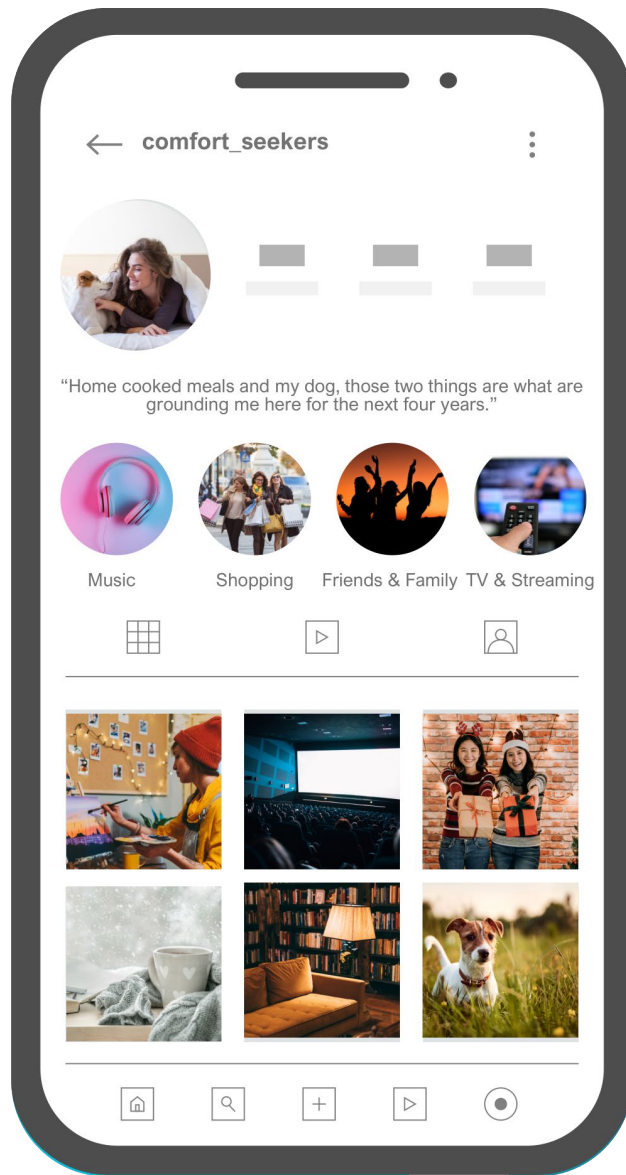 comfort_seekers
“Home cooked meals and my dog, those two things are what are
grounding me here for the next four years.”
Music
Shopping
Friends & Family
TV & Streaming